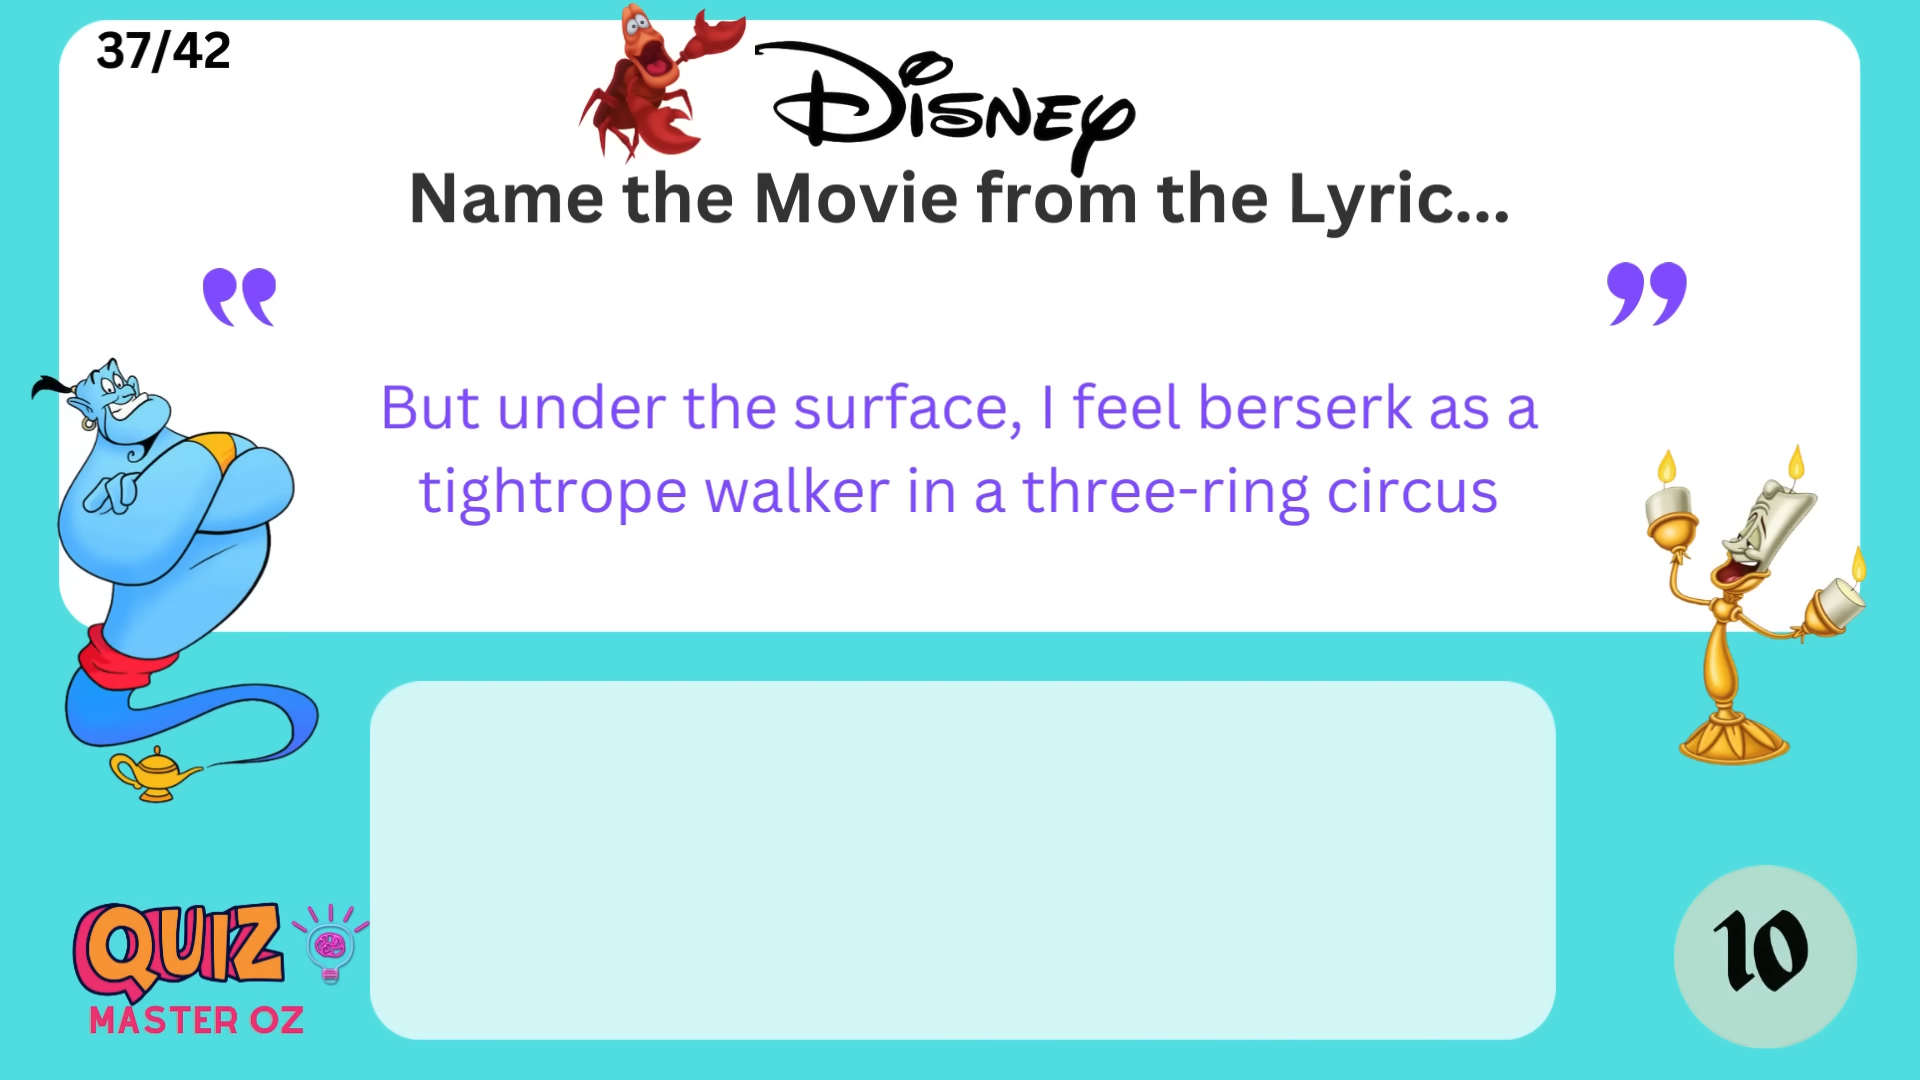 37/42
Disney
Name the Movie from the Lyric...
"
"
But under the surface, I feel berserk as a
tightrope walker in a three-ring circus
QUIZ
MASTER OZ
10